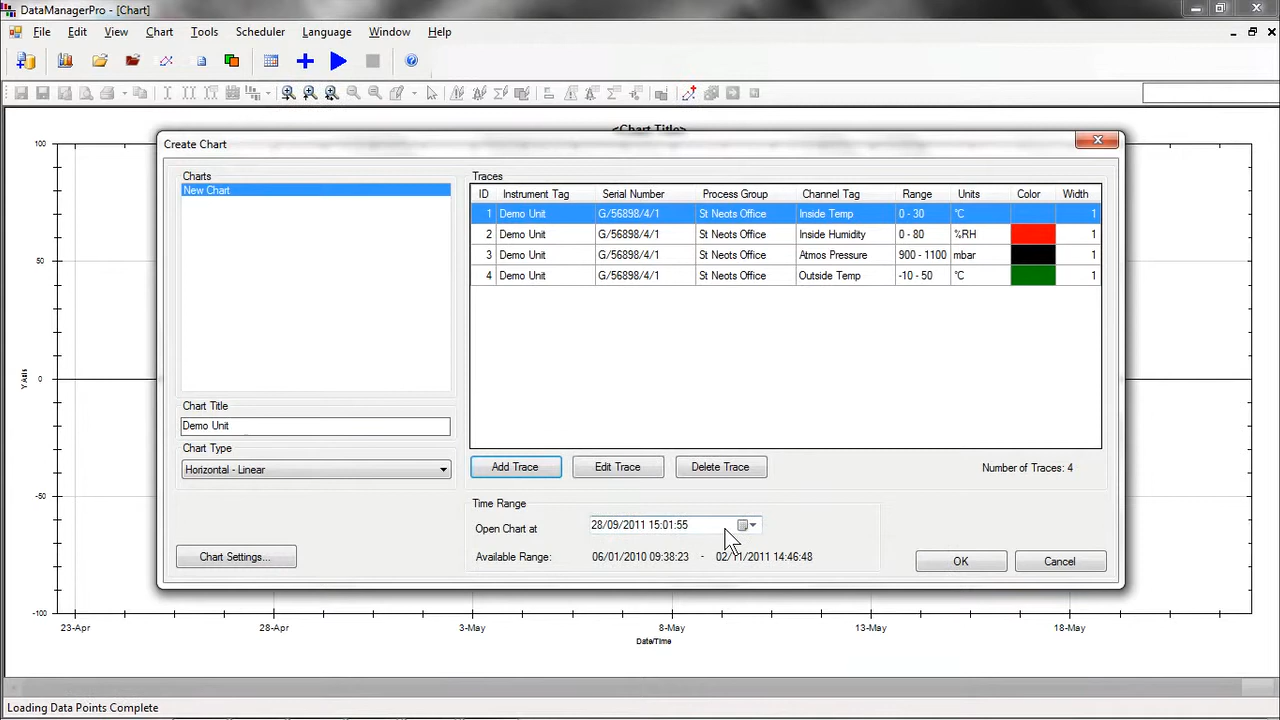 DataManagerPro - [Chart]
File Edit View Chart Tools Scheduler Language Window Help
<Chart Title>
Create Chart
Charts
New Chart
Chart Title
Demo Unit
Chart Type
Horizontal - Linear
Chart Settings...
Traces
ID Instrument Tag Serial Number Process Group Channel Tag Range Units Color Width
1 Demo Unit G/56898/4/1 St Neots Office Inside Temp 0 - 30 °C 1
2 Demo Unit G/56898/4/1 St Neots Office Inside Humidity 0 - 80 %RH 1
3 Demo Unit G/56898/4/1 St Neots Office Atmos Pressure 900 - 1100 mbar 1
4 Demo Unit G/56898/4/1 St Neots Office Outside Temp -10 - 50 °C 1
Add Trace Edit Trace Delete Trace Number of Traces: 4
Time Range
Open Chart at 28/09/2011 15:01:55
Available Range: 06/01/2010 09:38:23 - 02/11/2011 14:46:48
OK Cancel
100
50
0
-50
-100
Y Axis
23-Apr 28-Apr 3-May 8-May 13-May 18-May
Date/Time
Loading Data Points Complete